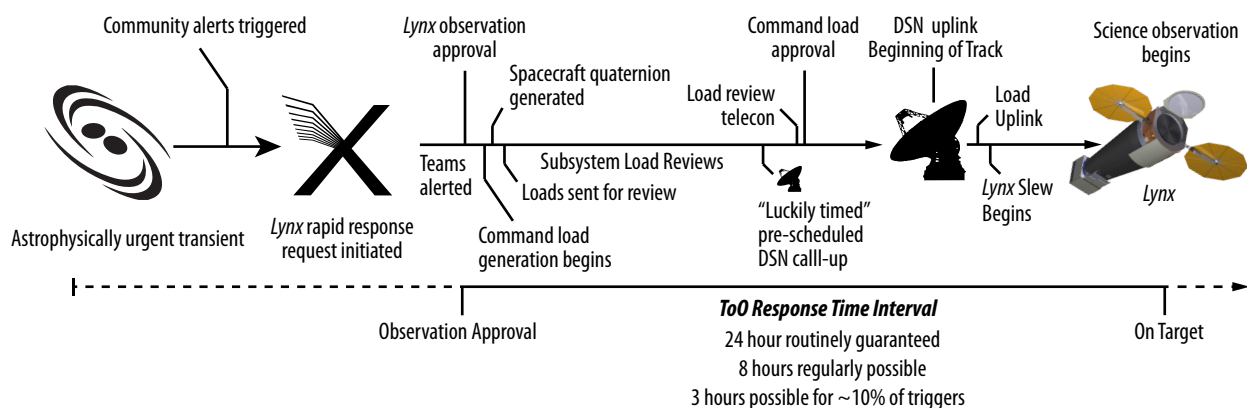 Community alerts triggered
Astrophysically urgent transient
Lynx rapid response
request initiated
Lynx observation
approval
Teams
alerted
Spacecraft quaternion
generated
Command load
generation begins
Loads sent for review
Subsystem Load Reviews
Load review
telecon
Command load
approval
“Luckily timed”
pre-scheduled
DSN calll-up
DSN uplink
Beginning of Track
Load
Uplink
Lynx Slew
Begins
Science observation
begins
Lynx
Observation Approval
ToO Response Time Interval
24 hour routinely guaranteed
8 hours regularly possible
3 hours possible for ~10% of triggers
On Target